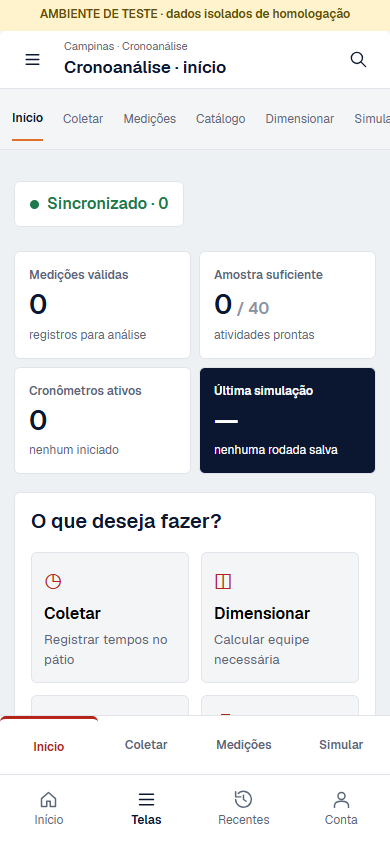 AMBIENTE DE TESTE · dados isolados de homologação
Campinas · Cronoanálise
Cronoanálise · início
Início Coletar Medições Catálogo Dimensionar Simula
Sincronizado · 0
Medições válidas
0
registros para análise
Amostra suficiente
0 / 40
atividades prontas
Cronômetros ativos
0
nenhum iniciado
Última simulação
—
nenhuma rodada salva
O que deseja fazer?
Coletar
Registrar tempos no
pátio
Dimensionar
Calcular equipe
necessária
Início Coletar Medições Simular
Início Telas Recentes Conta